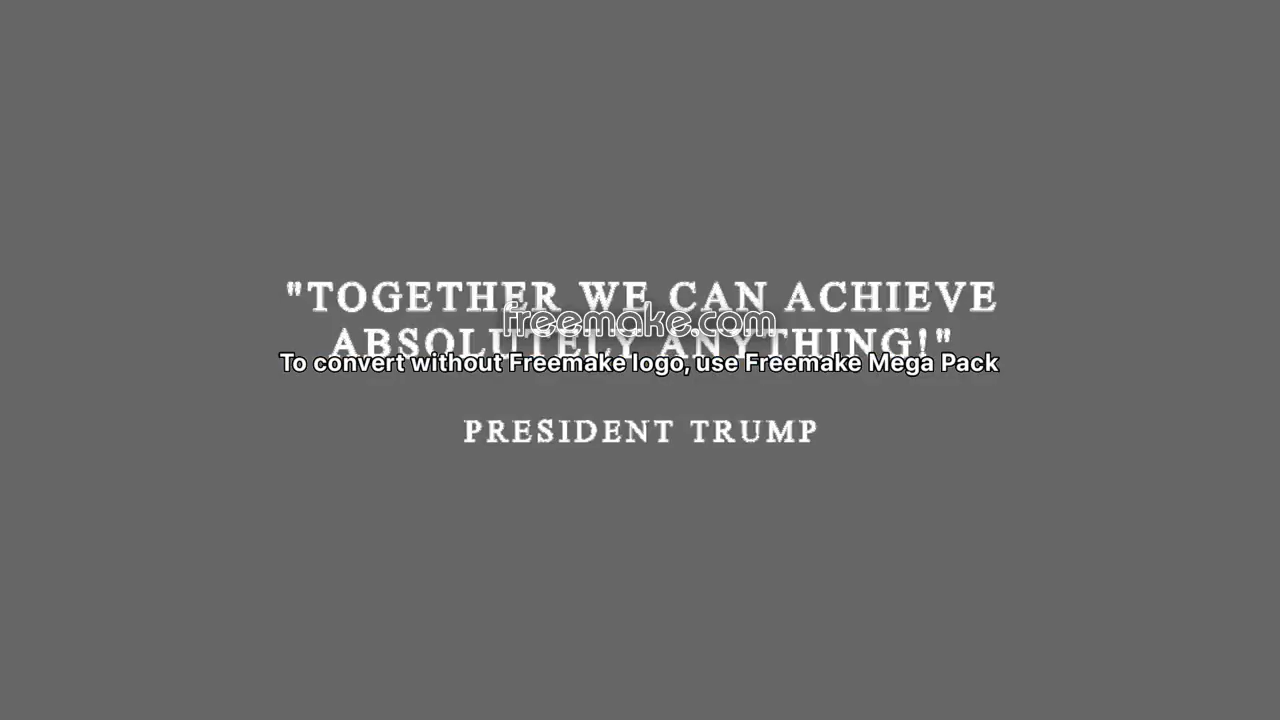 "TOGETHER WE CAN ACHIEVE
freemake.com
ABSOLUTELY ANYTHING!"
To convert without Freemake logo, use Freemake Mega Pack
PRESIDENT TRUMP